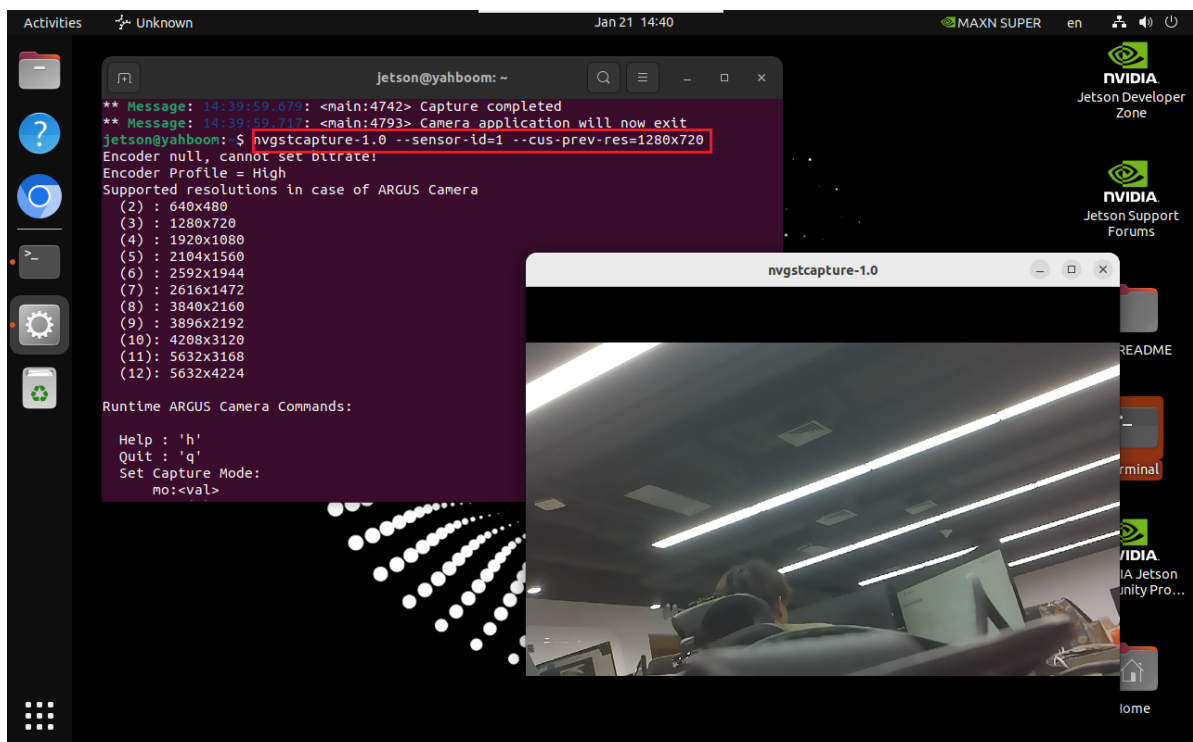 Activities
Unknown
Jan 21 14:40
MAXN SUPER
en
jetson@yahboom: ~
** Message: 14:39:59.679: <main:4742> Capture completed
** Message: 14:39:59.717: <main:4793> Camera application will now exit
jetson@yahboom:~$ nvgstcapture-1.0 --sensor-id=1 --cus-prev-res=1280x720
Encoder null, cannot set bitrate!
Encoder Profile = High
Supported resolutions in case of ARGUS Camera
(2) : 640x480
(3) : 1280x720
(4) : 1920x1080
(5) : 2104x1560
(6) : 2592x1944
(7) : 2616x1472
(8) : 3840x2160
(9) : 3896x2192
(10): 4208x3120
(11): 5632x3168
(12): 5632x4224
Runtime ARGUS Camera Commands:
Help : 'h'
Quit : 'q'
Set Capture Mode:
mo:<val>
nvgstcapture-1.0
NVIDIA.
Jetson Developer
Zone
NVIDIA.
Jetson Support
Forums
README
rminal
VIDIA.
IA Jetson
unity Pro...
Home